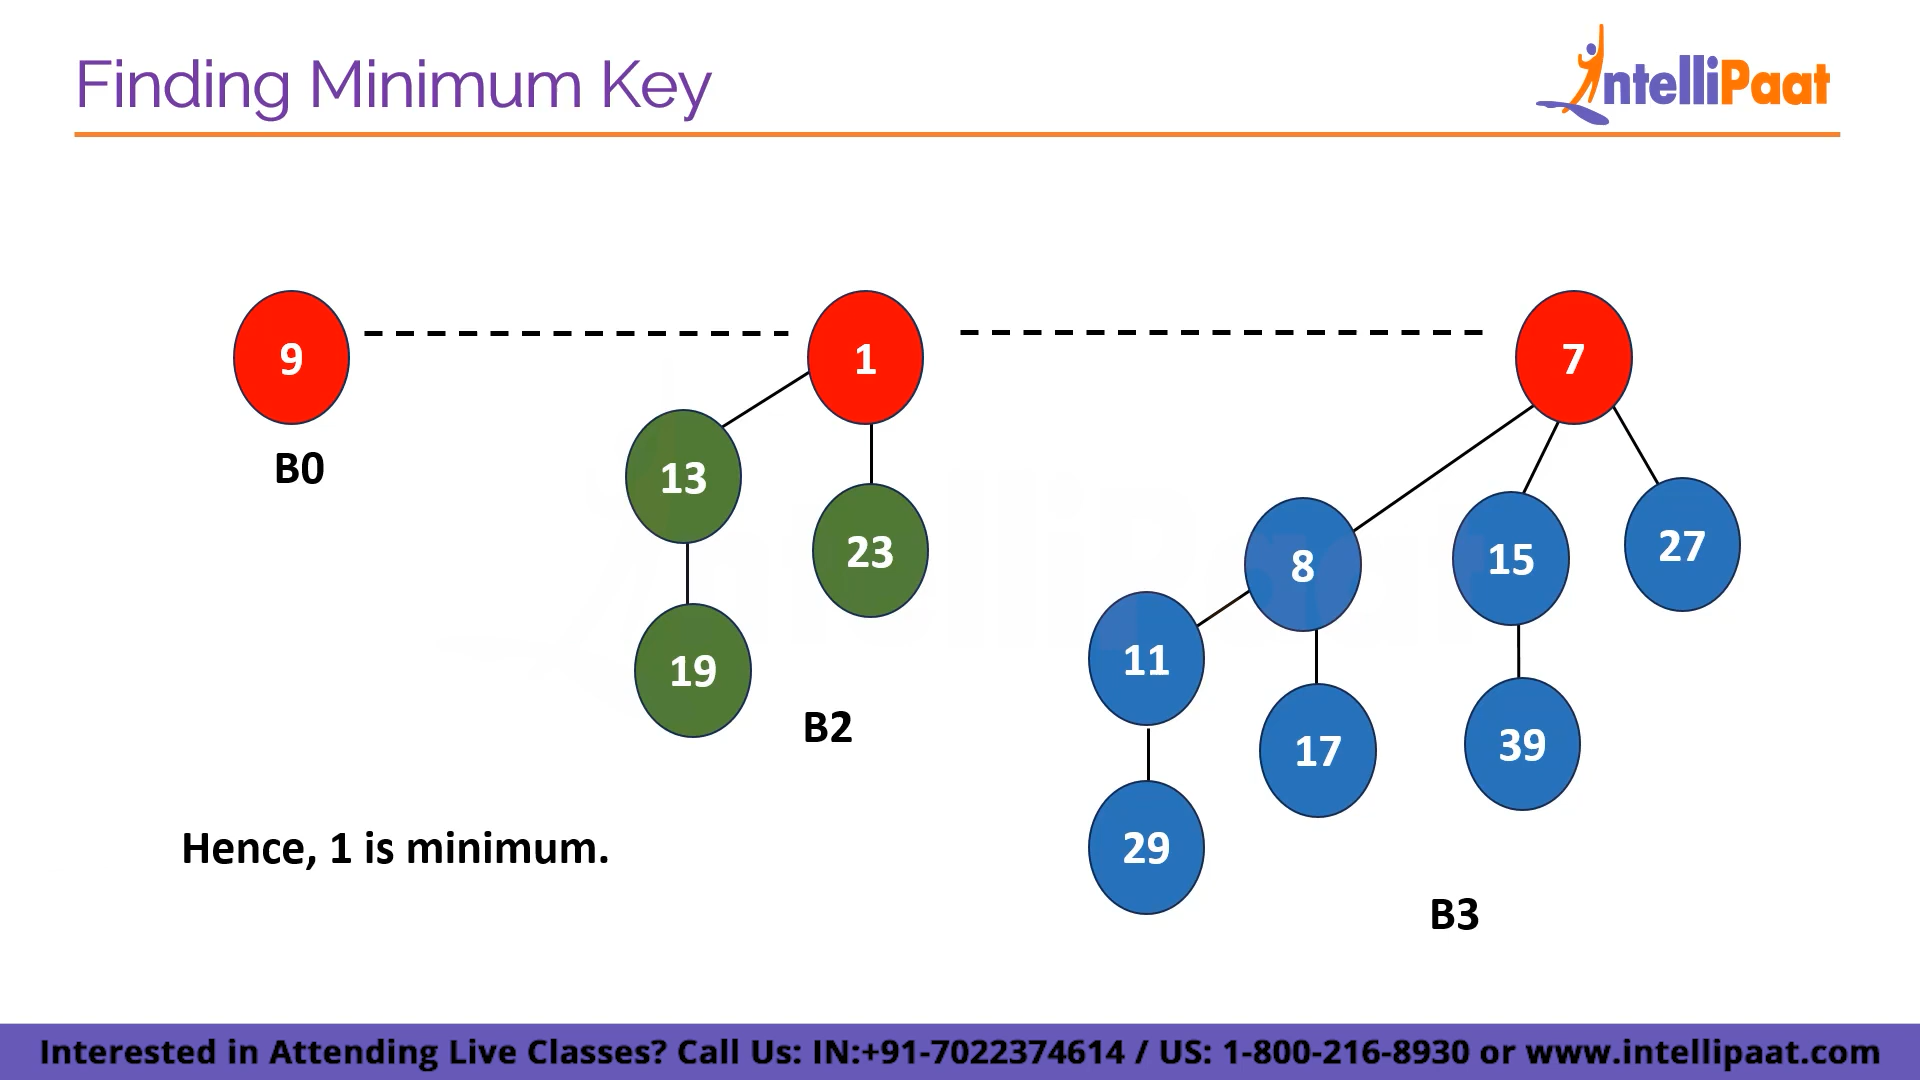 Finding Minimum Key
IntelliPaat
9
1
7
B0
13
23
8
15
27
19
11
17
39
B2
29
Hence, 1 is minimum.
B3
Interested in Attending Live Classes? Call Us: IN:+91-7022374614 / US: 1-800-216-8930 or www.intellipaat.com